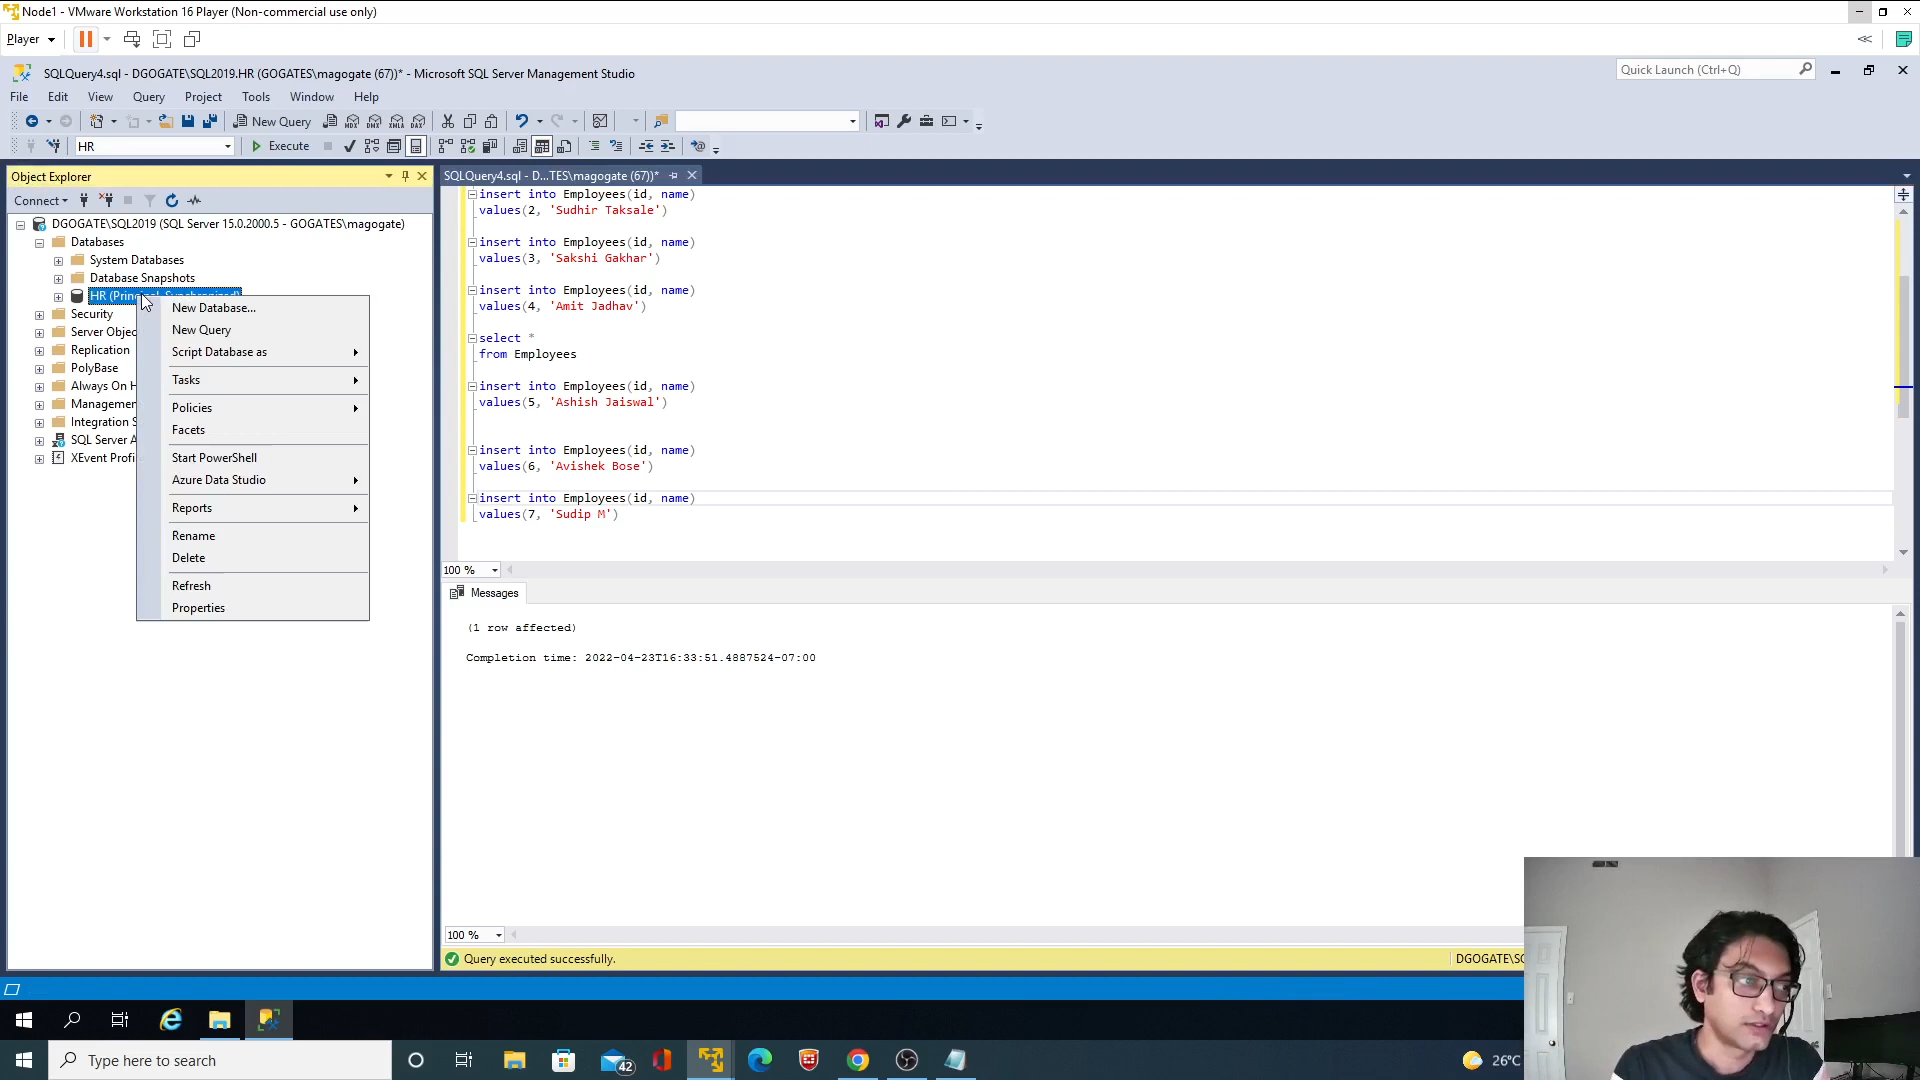 Node1 - VMware Workstation 16 Player (Non-commercial use only)
Player
SQLQuery4.sql - DGOGATE\SQL2019.HR (GOGATES\magogate (67))* - Microsoft SQL Server Management Studio
Quick Launch (Ctrl+Q)
File Edit View Query Project Tools Window Help
New Query
MDX DMX XMLA DAX
HR
Execute
Object Explorer
SQLQuery4.sql - D...TES\magogate (67))*
Connect
DGOGATE\SQL2019 (SQL Server 15.0.2000.5 - GOGATES\magogate)
Databases
System Databases
Database Snapshots
HR (Principal, Synchronized)
Security
Server Objec
Replication
PolyBase
Always On H
Managemen
Integration S
SQL Server A
XEvent Profi
New Database...
New Query
Script Database as
Tasks
Policies
Facets
Start PowerShell
Azure Data Studio
Reports
Rename
Delete
Refresh
Properties
insert into Employees(id, name)
values(2, 'Sudhir Taksale')
insert into Employees(id, name)
values(3, 'Sakshi Gakhar')
insert into Employees(id, name)
values(4, 'Amit Jadhav')
select *
from Employees
insert into Employees(id, name)
values(5, 'Ashish Jaiswal')
insert into Employees(id, name)
values(6, 'Avishek Bose')
insert into Employees(id, name)
values(7, 'Sudip M')
100 %
Messages
(1 row affected)
Completion time: 2022-04-23T16:33:51.4887524-07:00
100 %
Query executed successfully.
DGOGATE\SQ
Type here to search
42
26°C